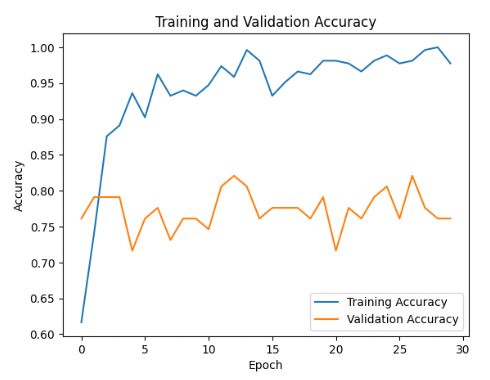 Training and Validation Accuracy
Accuracy
1.00
0.95
0.90
0.85
0.80
0.75
0.70
0.65
0.60
Training Accuracy
Validation Accuracy
0 5 10 15 20 25 30
Epoch